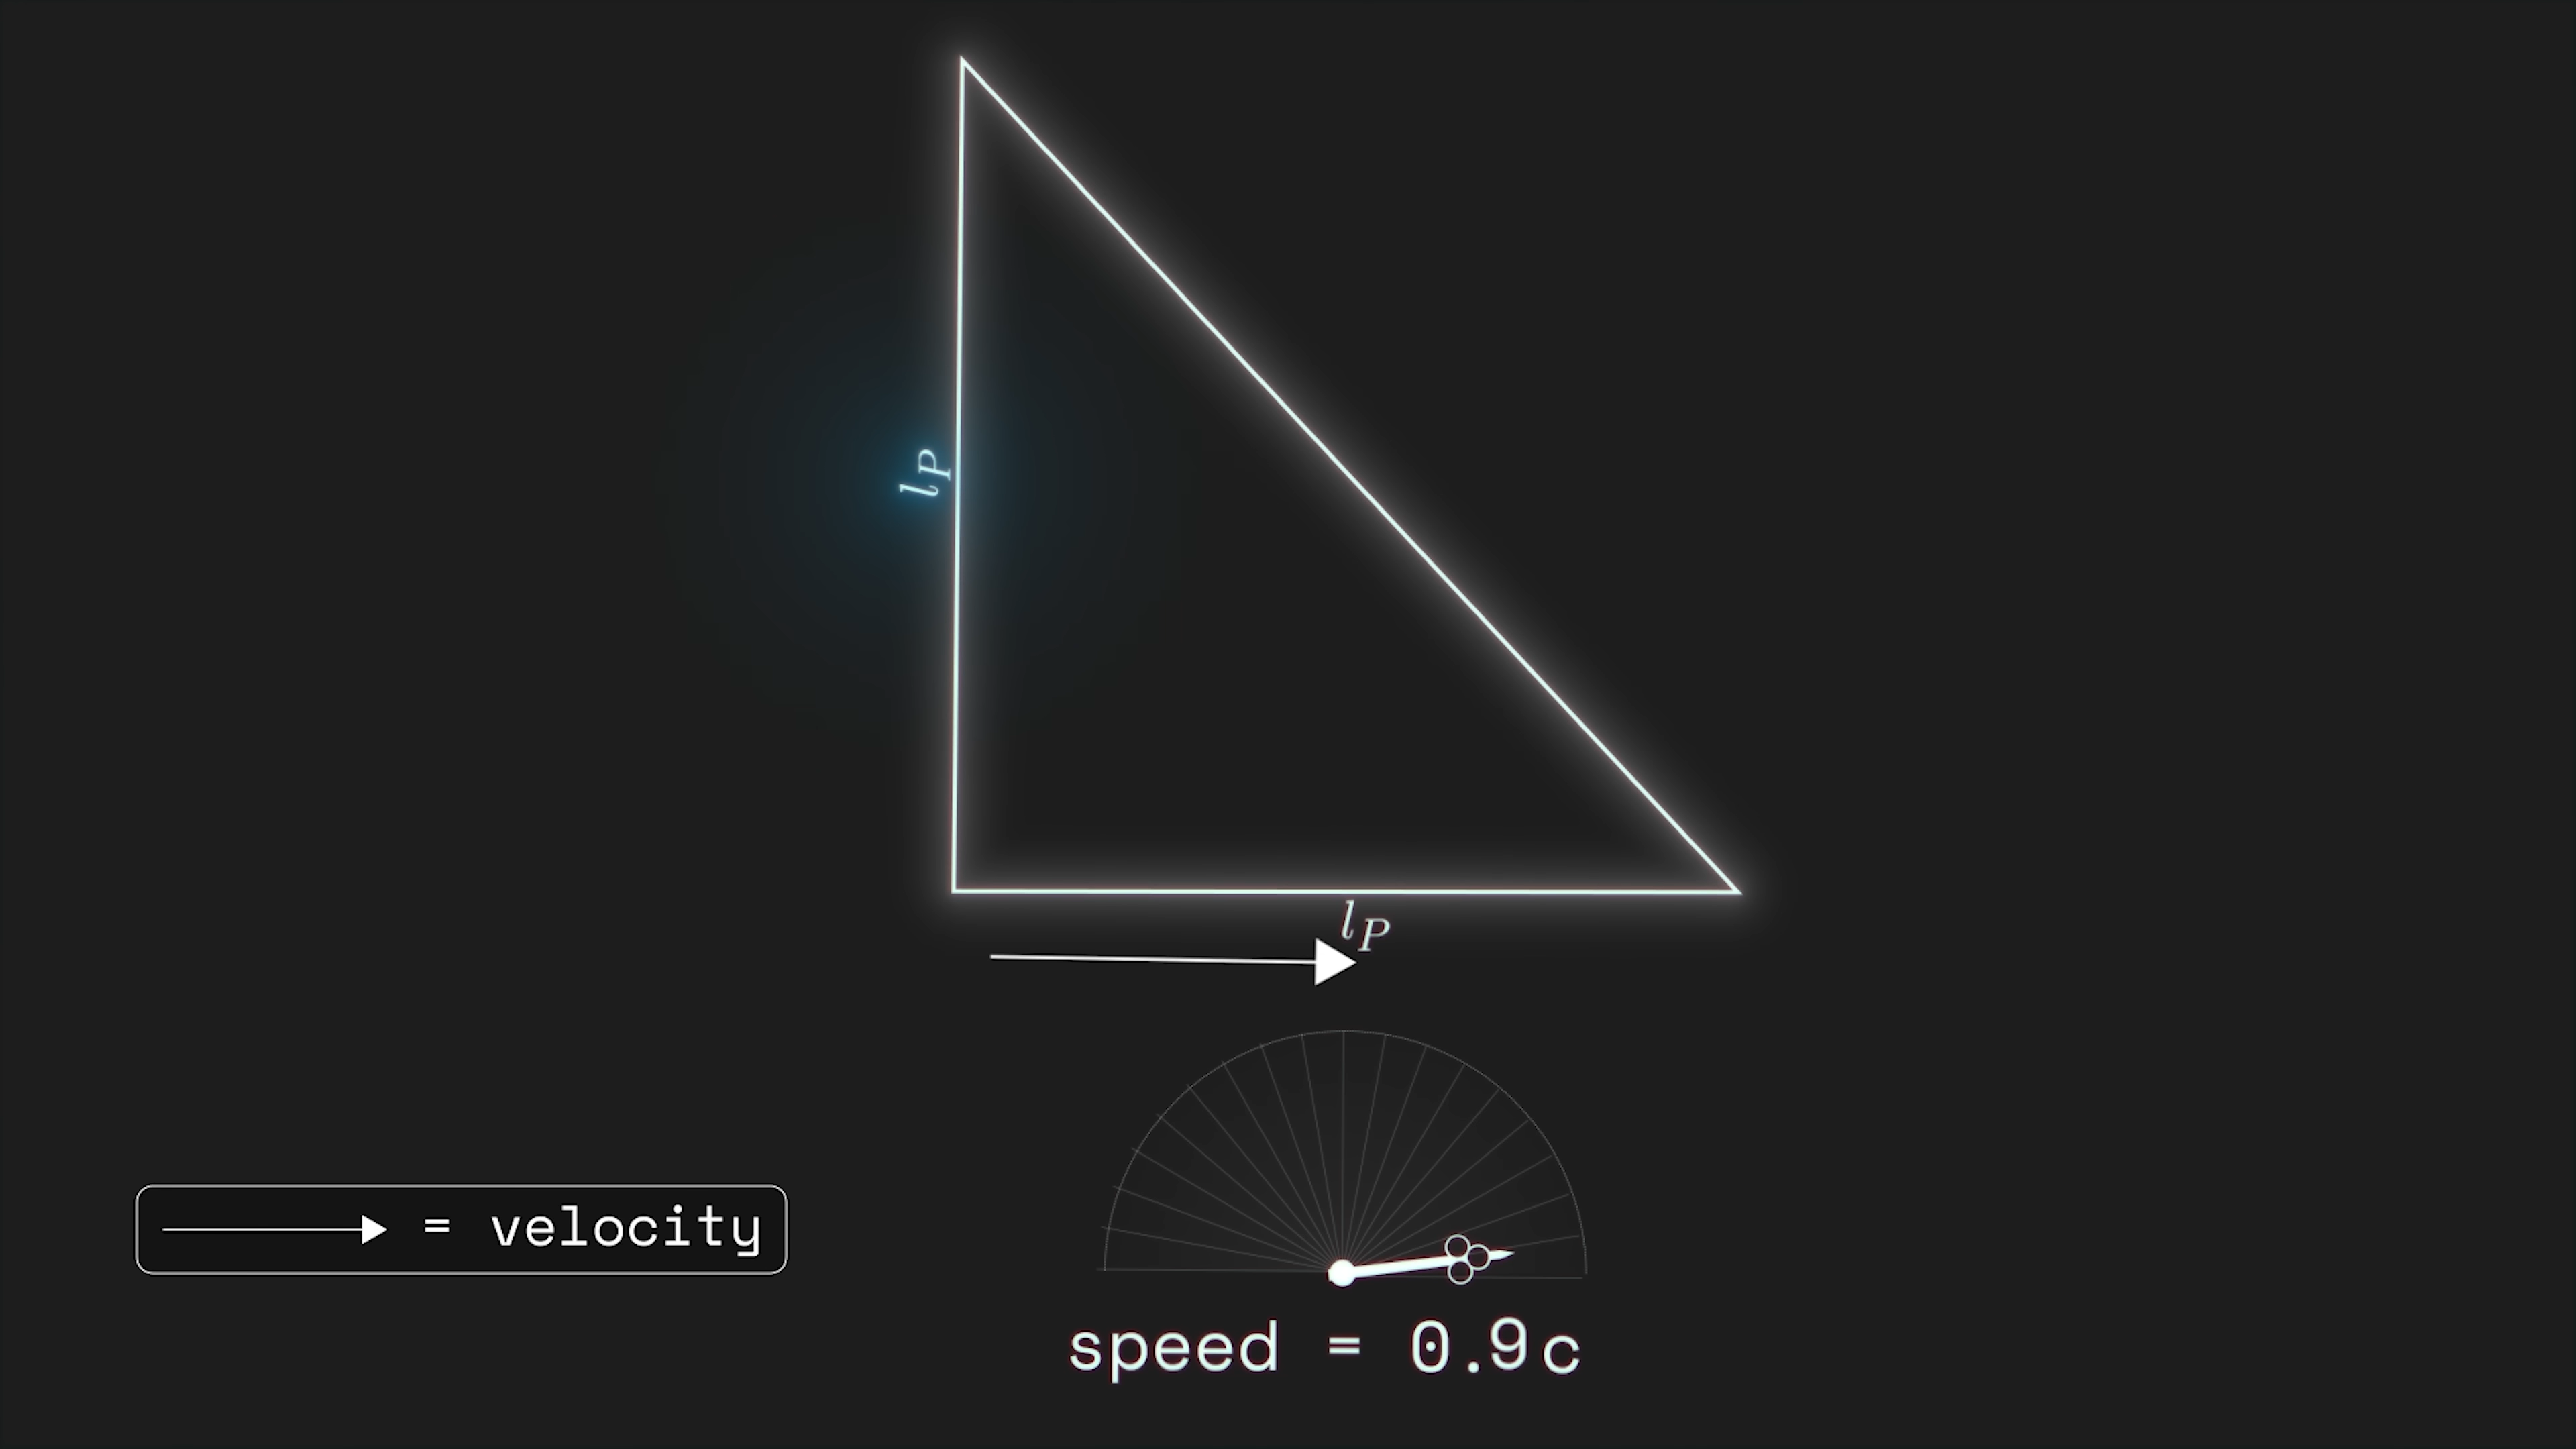 l_P
l_P
= velocity
speed = 0.9c